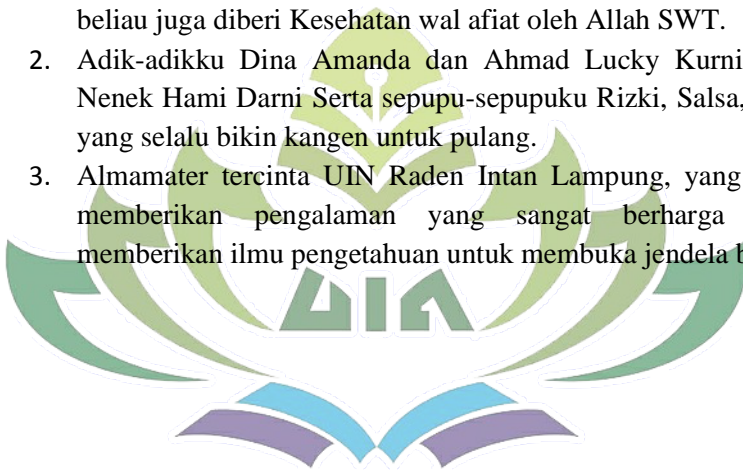 beliau juga diberi Kesehatan wal afiat oleh Allah SWT.
2. Adik-adikku Dina Amanda dan Ahmad Lucky Kurni
Nenek Hami Darni Serta sepupu-sepupuku Rizki, Salsa,
yang selalu bikin kangen untuk pulang.
3. Almamater tercinta UIN Raden Intan Lampung, yang
memberikan pengalaman yang sangat berharga
memberikan ilmu pengetahuan untuk membuka jendela b
UIN